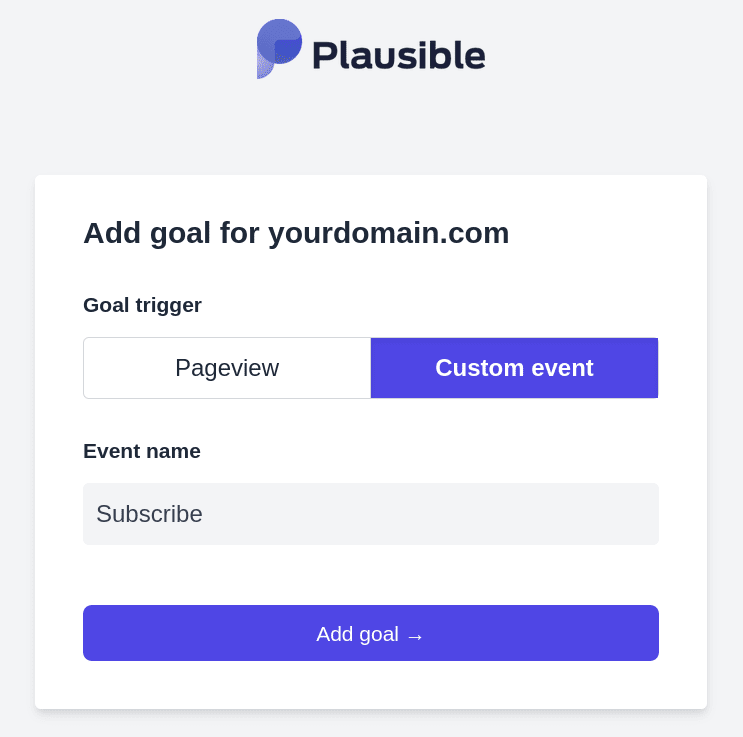 Plausible
Add goal for yourdomain.com
Goal trigger
Pageview Custom event
Event name
Subscribe
Add goal →